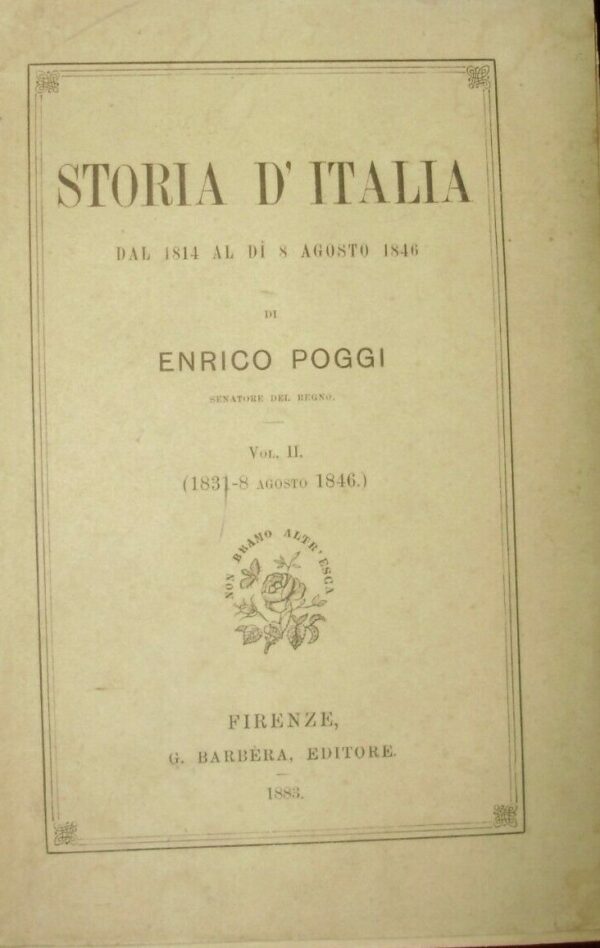 STORIA D' ITALIA
DAL 1814 AL DÌ 8 AGOSTO 1846
DI
ENRICO POGGI
SENATORE DEL REGNO.
VOL. II.
(1831-8 AGOSTO 1846.)
NON BRAMO ALTR' ESCA
FIRENZE,
G. BARBÈRA, EDITORE.
1883.